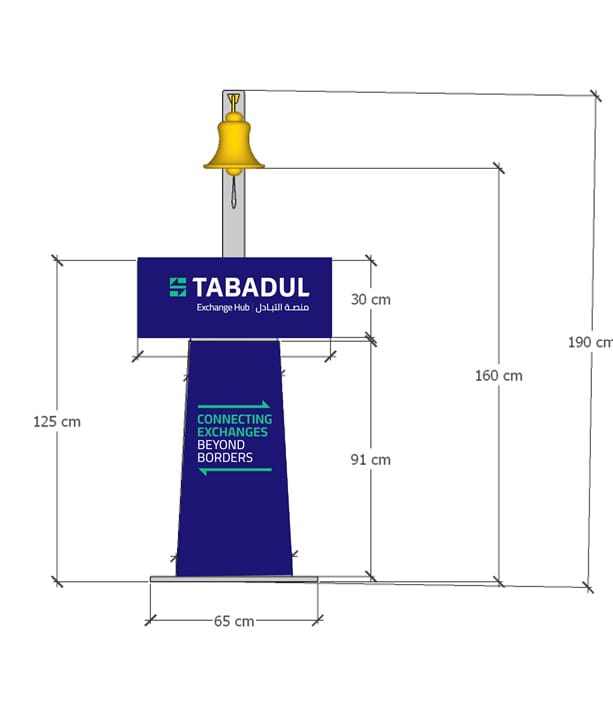 TABADUL
Exchange Hub | منصة التبادل
30 cm
190 cm
160 cm
125 cm
CONNECTING
EXCHANGES
BEYOND
BORDERS
91 cm
65 cm